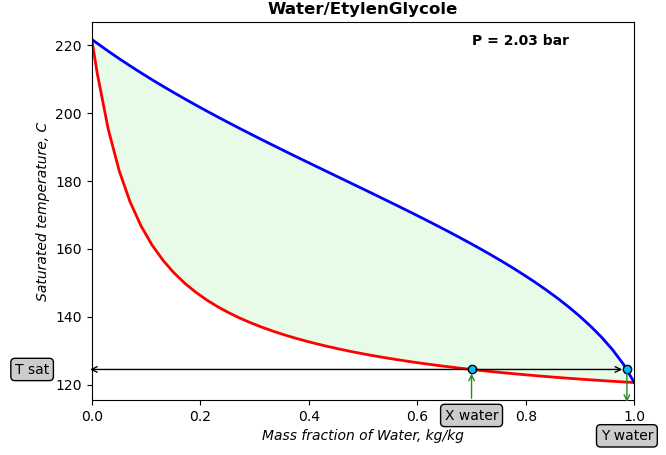 Water/EtylenGlycole
P = 2.03 bar
Saturated temperature, C
220
200
180
160
140
120
T sat
0.0 0.2 0.4 0.6 0.8 1.0
X water
Mass fraction of Water, kg/kg
Y water